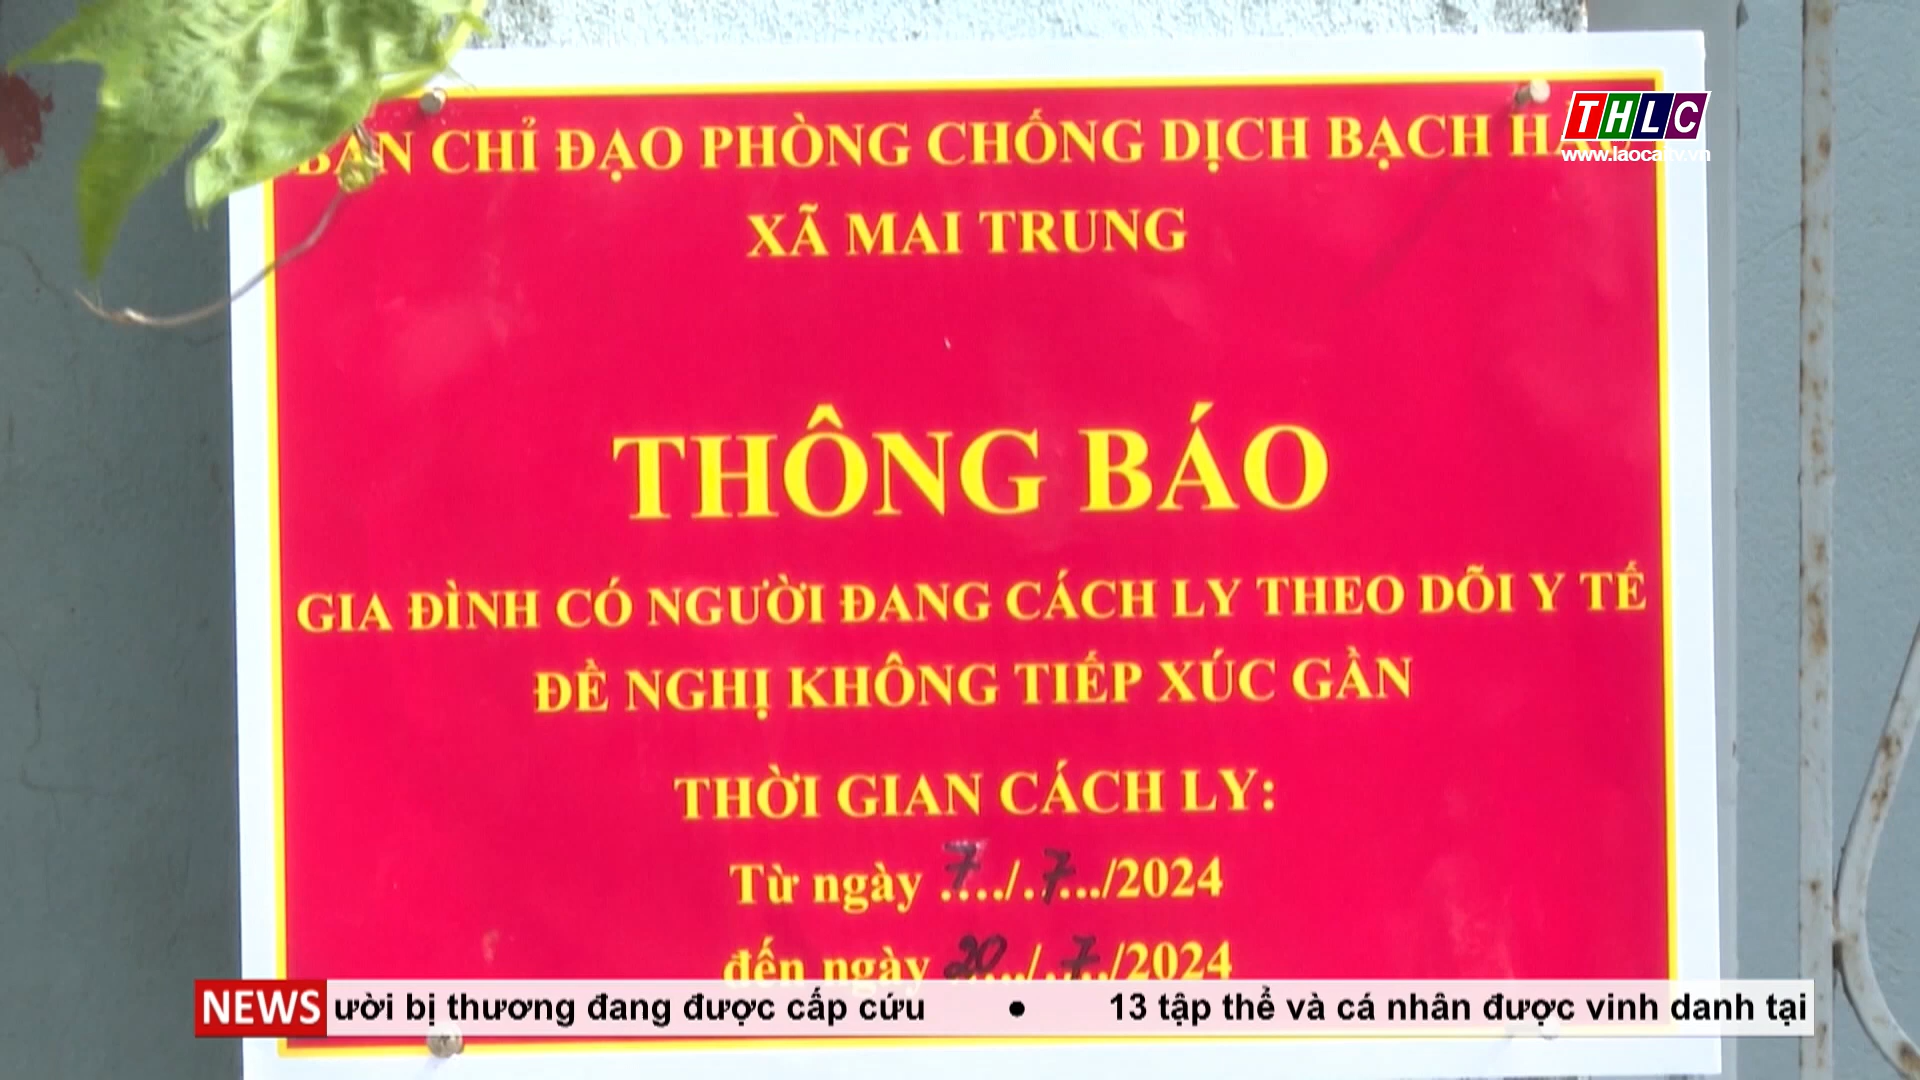 BAN CHỈ ĐẠO PHÒNG CHỐNG DỊCH BẠCH HẦU
THLC
www.laocaitv.vn
XÃ MAI TRUNG
THÔNG BÁO
GIA ĐÌNH CÓ NGƯỜI ĐANG CÁCH LY THEO DÕI Y TẾ
ĐỀ NGHỊ KHÔNG TIẾP XÚC GẦN
THỜI GIAN CÁCH LY:
Từ ngày 7/7/2024
đến ngày 20/7/2024
NEWS ười bị thương đang được cấp cứu • 13 tập thể và cá nhân được vinh danh tại